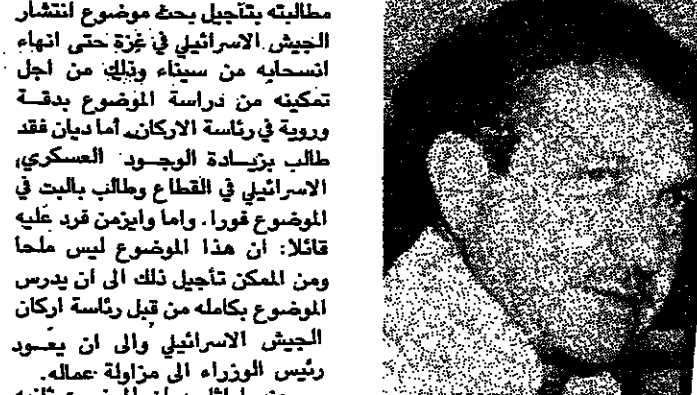 مطالبته بتأجيل بحث موضوع انتشار
الجيش الاسرائيلي في غزة حتى انهاء
انسحابه من سيناء وذلك من اجل
تمكينه من دراسة الموضوع بدقة
وروية في رئاسة الاركان. أما ديان فقد
طالب بزيادة الوجود العسكري
الاسرائيلي في القطاع وطالب بالبت في
الموضوع فورا. واما وايزمن فرد عليه
قائلا: ان هذا الموضوع ليس ملحا
ومن الممكن تأجيل ذلك الى ان يدرس
الموضوع بكامله من قبل رئاسة اركان
الجيش الاسرائيلي والى ان يعود
رئيس الوزراء الى مزاولة عماله.